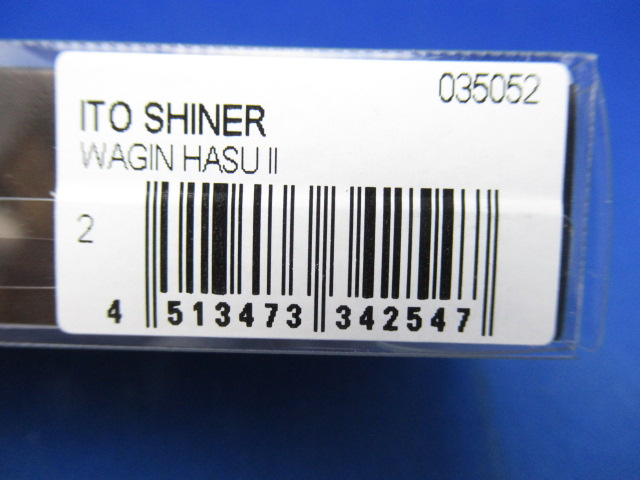 035052
ITO SHINER
WAGIN HASU II
2
4 513473 342547